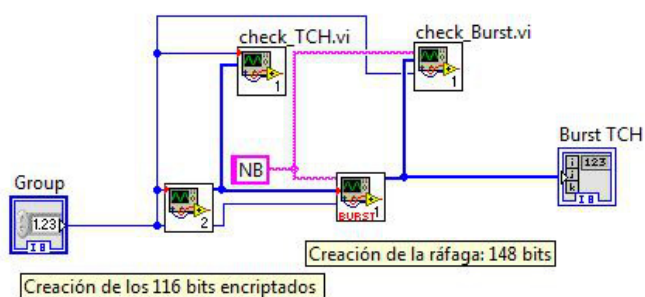 check_TCH.vi
check_Burst.vi
1
1
NB
Burst TCH
i 123
j
k
I8
Group
1.23
I8
2
BURST 1
Creación de la ráfaga: 148 bits
Creación de los 116 bits encriptados